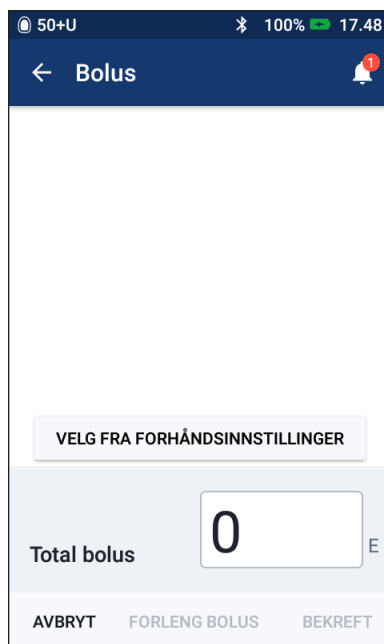 50+U 100% 17.48
Bolus 1
VELG FRA FORHÅNDSINNSTILLINGER
Total bolus 0 E
AVBRYT FORLENG BOLUS BEKREFT